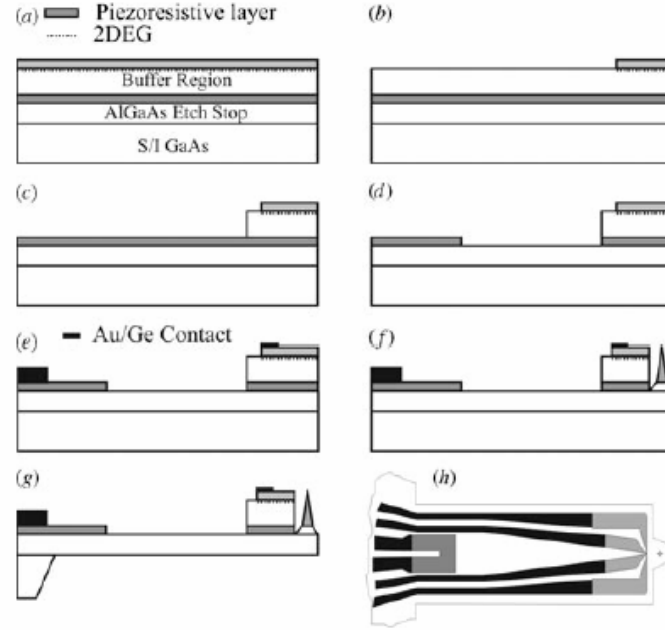 (a) Piezoresistive layer
2DEG
(b)
Buffer Region
AlGaAs Etch Stop
S/I GaAs
(c)
(d)
(e) Au/Ge Contact
(f)
(g)
(h)